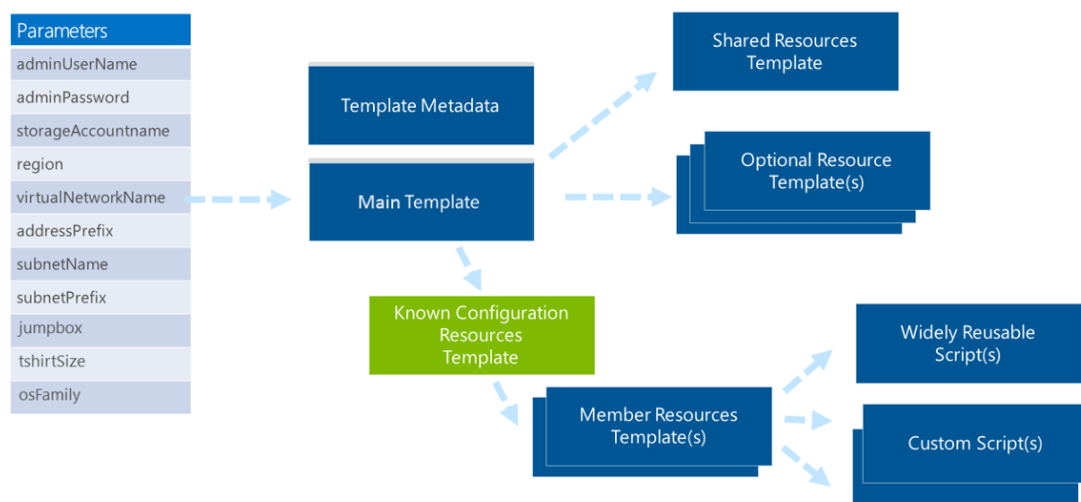 Parameters
adminUserName
adminPassword
storageAccountname
region
virtualNetworkName
addressPrefix
subnetName
subnetPrefix
jumpbox
tshirtSize
osFamily
Template Metadata
Main Template
Shared Resources
Template
Optional Resource
Template(s)
Known Configuration
Resources
Template
Member Resources
Template(s)
Widely Reusable
Script(s)
Custom Script(s)